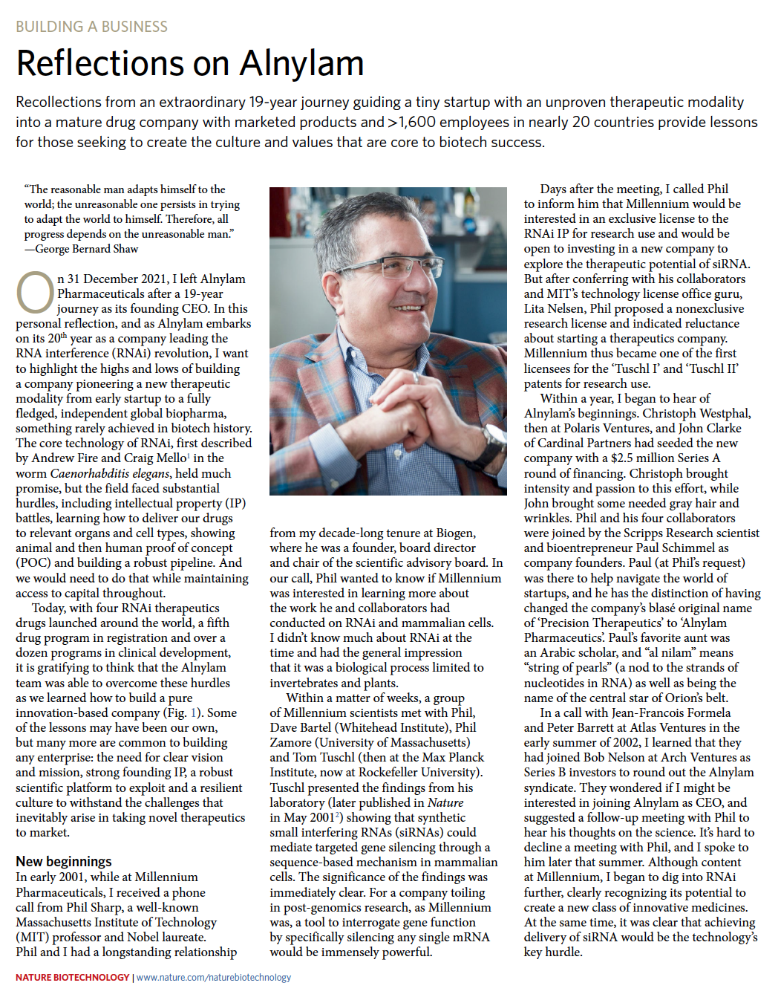 BUILDING A BUSINESS
Reflections on Alnylam
Recollections from an extraordinary 19-year journey guiding a tiny startup with an unproven therapeutic modality
into a mature drug company with marketed products and >1,600 employees in nearly 20 countries provide lessons
for those seeking to create the culture and values that are core to biotech success.
“The reasonable man adapts himself to the
world; the unreasonable one persists in trying
to adapt the world to himself. Therefore, all
progress depends on the unreasonable man.”
—George Bernard Shaw
On 31 December 2021, I left Alnylam
Pharmaceuticals after a 19-year
journey as its founding CEO. In this
personal reflection, and as Alnylam embarks
on its 20th year as a company leading the
RNA interference (RNAi) revolution, I want
to highlight the highs and lows of building
a company pioneering a new therapeutic
modality from early startup to a fully
fledged, independent global biopharma,
something rarely achieved in biotech history.
The core technology of RNAi, first described
by Andrew Fire and Craig Mello1 in the
worm Caenorhabditis elegans, held much
promise, but the field faced substantial
hurdles, including intellectual property (IP)
battles, learning how to deliver our drugs
to relevant organs and cell types, showing
animal and then human proof of concept
(POC) and building a robust pipeline. And
we would need to do that while maintaining
access to capital throughout.
Today, with four RNAi therapeutics
drugs launched around the world, a fifth
drug program in registration and over a
dozen programs in clinical development,
it is gratifying to think that the Alnylam
team was able to overcome these hurdles
as we learned how to build a pure
innovation-based company (Fig. 1). Some
of the lessons may have been our own,
but many more are common to building
any enterprise: the need for clear vision
and mission, strong founding IP, a robust
scientific platform to exploit and a resilient
culture to withstand the challenges that
inevitably arise in taking novel therapeutics
to market.
New beginnings
In early 2001, while at Millennium
Pharmaceuticals, I received a phone
call from Phil Sharp, a well-known
Massachusetts Institute of Technology
(MIT) professor and Nobel laureate.
Phil and I had a longstanding relationship
from my decade-long tenure at Biogen,
where he was a founder, board director
and chair of the scientific advisory board. In
our call, Phil wanted to know if Millennium
was interested in learning more about
the work he and collaborators had
conducted on RNAi and mammalian cells.
I didn’t know much about RNAi at the
time and had the general impression
that it was a biological process limited to
invertebrates and plants.
Within a matter of weeks, a group
of Millennium scientists met with Phil,
Dave Bartel (Whitehead Institute), Phil
Zamore (University of Massachusetts)
and Tom Tuschl (then at the Max Planck
Institute, now at Rockefeller University).
Tuschl presented the findings from his
laboratory (later published in Nature
in May 20012) showing that synthetic
small interfering RNAs (siRNAs) could
mediate targeted gene silencing through a
sequence-based mechanism in mammalian
cells. The significance of the findings was
immediately clear. For a company toiling
in post-genomics research, as Millennium
was, a tool to interrogate gene function
by specifically silencing any single mRNA
would be immensely powerful.
Days after the meeting, I called Phil
to inform him that Millennium would be
interested in an exclusive license to the
RNAi IP for research use and would be
open to investing in a new company to
explore the therapeutic potential of siRNA.
But after conferring with his collaborators
and MIT’s technology license office guru,
Lita Nelsen, Phil proposed a nonexclusive
research license and indicated reluctance
about starting a therapeutics company.
Millennium thus became one of the first
licensees for the ‘Tuschl I’ and ‘Tuschl II’
patents for research use.
Within a year, I began to hear of
Alnylam’s beginnings. Christoph Westphal,
then at Polaris Ventures, and John Clarke
of Cardinal Partners had seeded the new
company with a $2.5 million Series A
round of financing. Christoph brought
intensity and passion to this effort, while
John brought some needed gray hair and
wrinkles. Phil and his four collaborators
were joined by the Scripps Research scientist
and bioentrepreneur Paul Schimmel as
company founders. Paul (at Phil’s request)
was there to help navigate the world of
startups, and he has the distinction of having
changed the company’s blasé original name
of ‘Precision Therapeutics’ to ‘Alnylam
Pharmaceutics’. Paul’s favorite aunt was
an Arabic scholar, and “al nilam” means
“string of pearls” (a nod to the strands of
nucleotides in RNA) as well as being the
name of the central star of Orion’s belt.
In a call with Jean-Francois Formela
and Peter Barrett at Atlas Ventures in the
early summer of 2002, I learned that they
had joined Bob Nelson at Arch Ventures as
Series B investors to round out the Alnylam
syndicate. They wondered if I might be
interested in joining Alnylam as CEO, and
suggested a follow-up meeting with Phil to
hear his thoughts on the science. It’s hard to
decline a meeting with Phil, and I spoke to
him later that summer. Although content
at Millennium, I began to dig into RNAi
further, clearly recognizing its potential to
create a new class of innovative medicines.
At the same time, it was clear that achieving
delivery of siRNA would be the technology’s
key hurdle.
NATURE BIOTECHNOLOGY | www.nature.com/naturebiotechnology